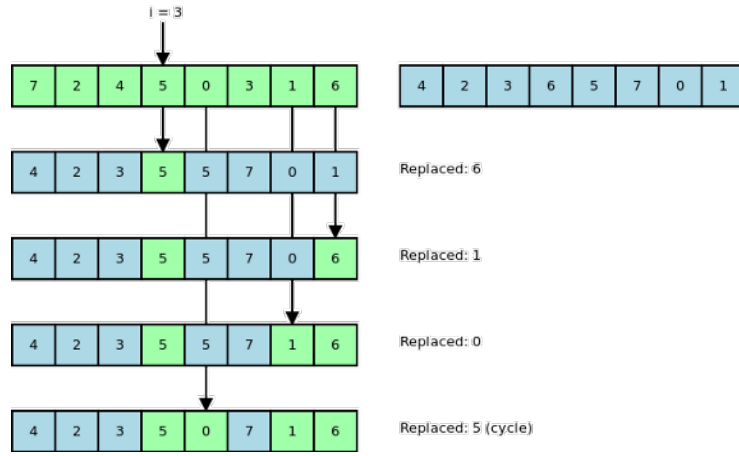 i = 3
7 2 4 5 0 3 1 6 4 2 3 6 5 7 0 1
4 2 3 5 5 7 0 1 Replaced: 6
4 2 3 5 5 7 0 6 Replaced: 1
4 2 3 5 5 7 1 6 Replaced: 0
4 2 3 5 0 7 1 6 Replaced: 5 (cycle)